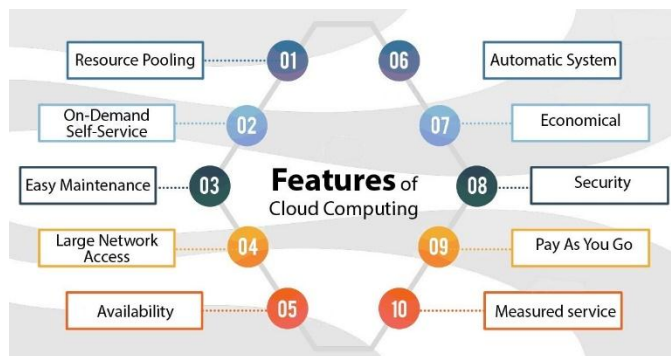 Resource Pooling
01
On-Demand
Self-Service
02
Easy Maintenance
03
Large Network
Access
04
Availability
05
Features of
Cloud Computing
06
Automatic System
07
Economical
08
Security
09
Pay As You Go
10
Measured service